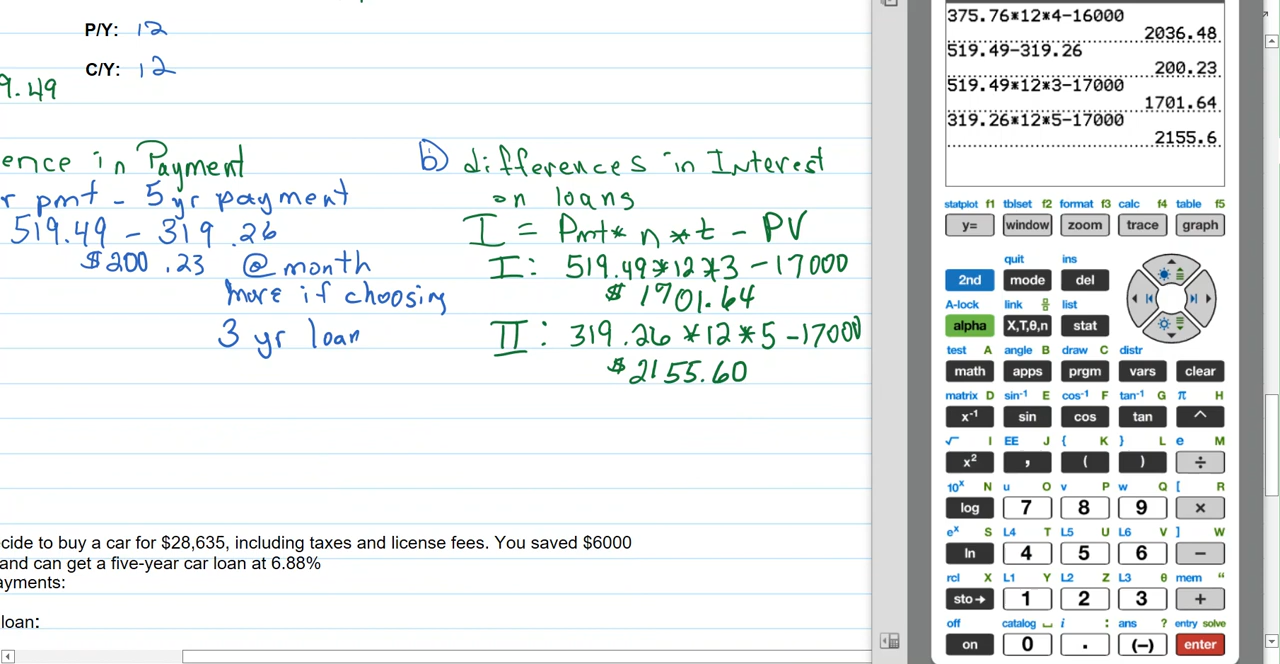 P/Y: 12
C/Y: 12
9.49
ence in Payment
r pmt - 5 yr payment
519.49 - 319.26
$200.23 @ month
more if choosing
3 yr loan
b) differences in Interest
on loans
I = Pmt * n * t - PV
I: 519.49*12*3 -17000
$ 1701.64
II: 319.26 *12*5 -17000
$2155.60
cide to buy a car for $28,635, including taxes and license fees. You saved $6000
and can get a five-year car loan at 6.88%
ayments:
loan:
375.76*12*4-16000
2036.48
519.49-319.26
200.23
519.49*12*3-17000
1701.64
319.26*12*5-17000
2155.6
statplot f1 tblset f2 format f3 calc f4 table f5
y= window zoom trace graph
quit ins
2nd mode del
A-lock link list
alpha X,T,θ,n stat
test A angle B draw C distr
math apps prgm vars clear
matrix D sin⁻¹ E cos⁻¹ F tan⁻¹ G π H
x⁻¹ sin cos tan ^
√ I EE J { K } L e M
x² , ( ) ÷
10ˣ N u O v P w Q [ R
log 7 8 9 ×
eˣ S L4 T L5 U L6 V ] W
ln 4 5 6 −
rcl X L1 Y L2 Z L3 θ mem "
sto→ 1 2 3 +
off catalog ⎵ i : ans ? entry solve
on 0 . (−) enter